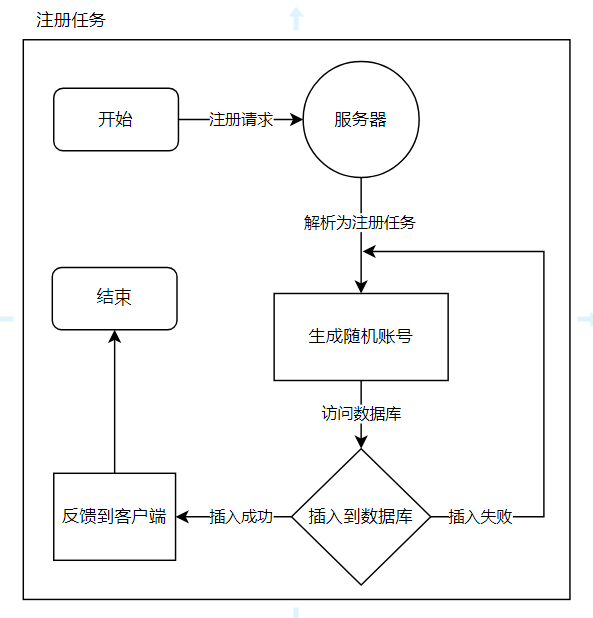 注册任务
开始
注册请求
服务器
解析为注册任务
结束
生成随机账号
访问数据库
反馈到客户端
插入成功
插入到数据库
插入失败